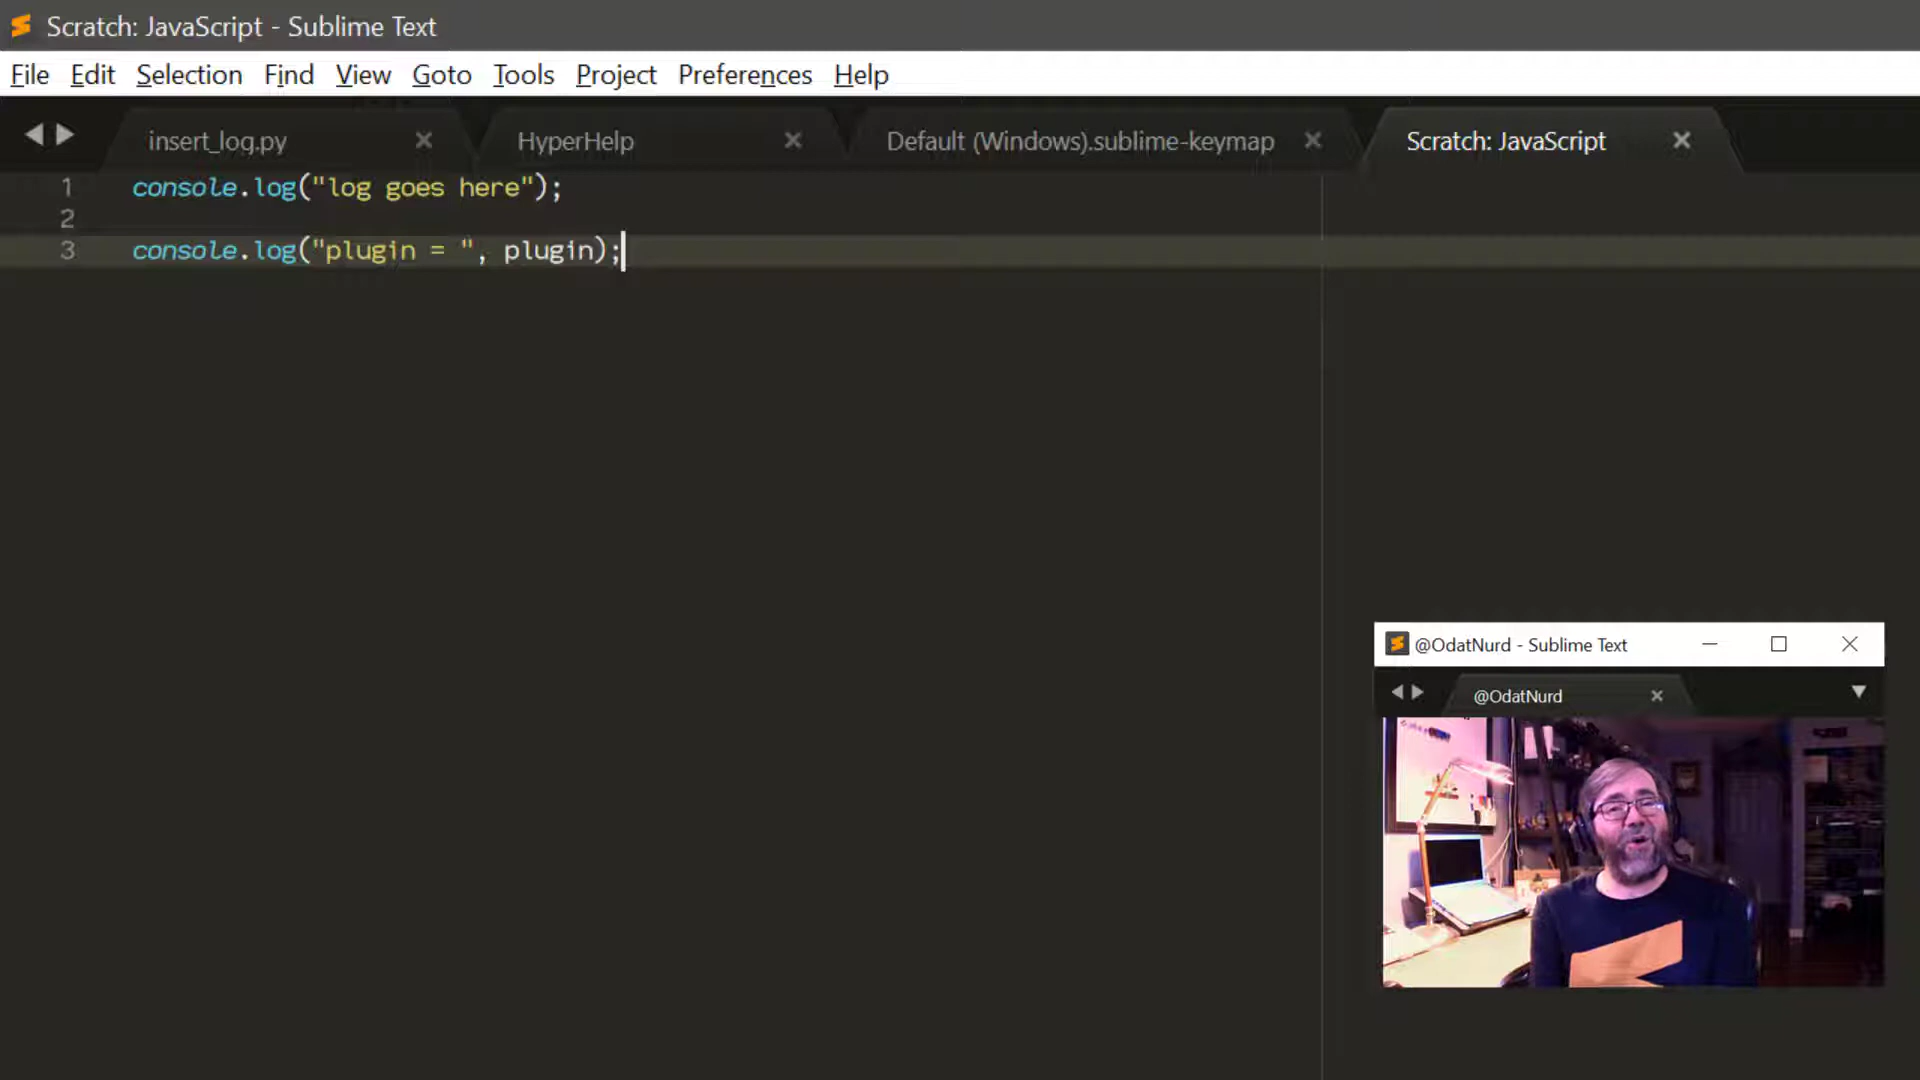 Scratch: JavaScript - Sublime Text
File Edit Selection Find View Goto Tools Project Preferences Help
insert_log.py HyperHelp Default (Windows).sublime-keymap Scratch: JavaScript
1 console.log("log goes here");
2
3 console.log("plugin = ", plugin);
@OdatNurd - Sublime Text
@OdatNurd